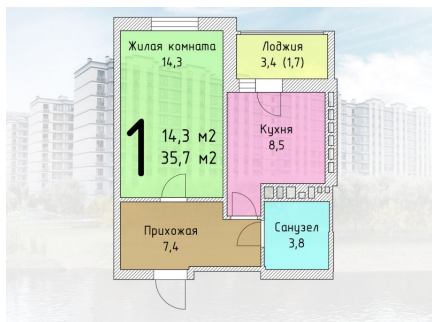 Жилая комната
14,3
Лоджия
3,4 (1,7)
1
14,3 м2
35,7 м2
Кухня
8,5
Прихожая
7,4
Санузел
3,8